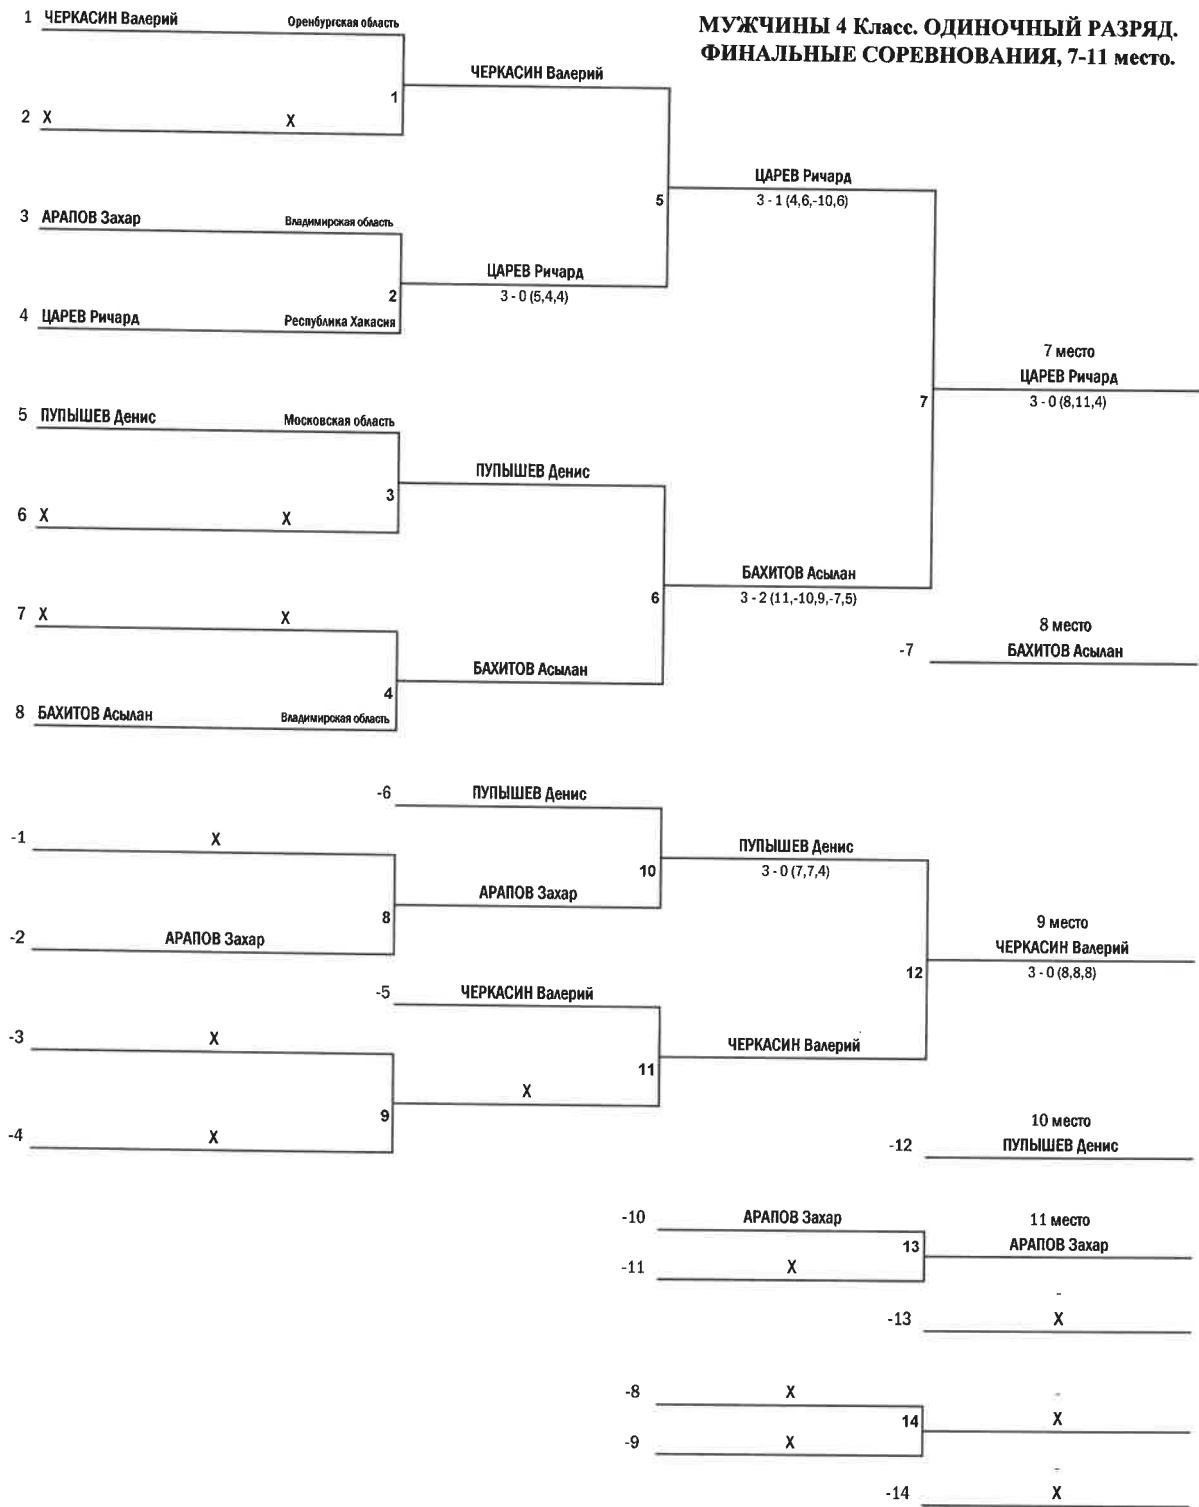 МУЖЧИНЫ 4 Класс. ОДИНОЧНЫЙ РАЗРЯД.
ФИНАЛЬНЫЕ СОРЕВНОВАНИЯ, 7-11 место.
1 ЧЕРКАСИН Валерий Оренбургская область
ЧЕРКАСИН Валерий
1
2 X X
ЦАРЕВ Ричард
3 - 1 (4,6,-10,6)
5
3 АРАПОВ Захар Владимирская область
ЦАРЕВ Ричард
3 - 0 (5,4,4)
2
4 ЦАРЕВ Ричард Республика Хакасия
7 место
ЦАРЕВ Ричард
3 - 0 (8,11,4)
7
5 ПУПЫШЕВ Денис Московская область
ПУПЫШЕВ Денис
3
6 X X
БАХИТОВ Асылан
3 - 2 (11,-10,9,-7,5)
6
7 X X
8 место
-7 БАХИТОВ Асылан
БАХИТОВ Асылан
4
8 БАХИТОВ Асылан Владимирская область
-6 ПУПЫШЕВ Денис
-1 X
ПУПЫШЕВ Денис
3 - 0 (7,7,4)
10
АРАПОВ Захар
8
-2 АРАПОВ Захар
9 место
ЧЕРКАСИН Валерий
3 - 0 (8,8,8)
12
-5 ЧЕРКАСИН Валерий
-3 X
ЧЕРКАСИН Валерий
11
X
9
-4 X
10 место
-12 ПУПЫШЕВ Денис
-10 АРАПОВ Захар
11 место
13 АРАПОВ Захар
-11 X
-
-13 X
-8 X
-
14 X
-9 X
-
-14 X